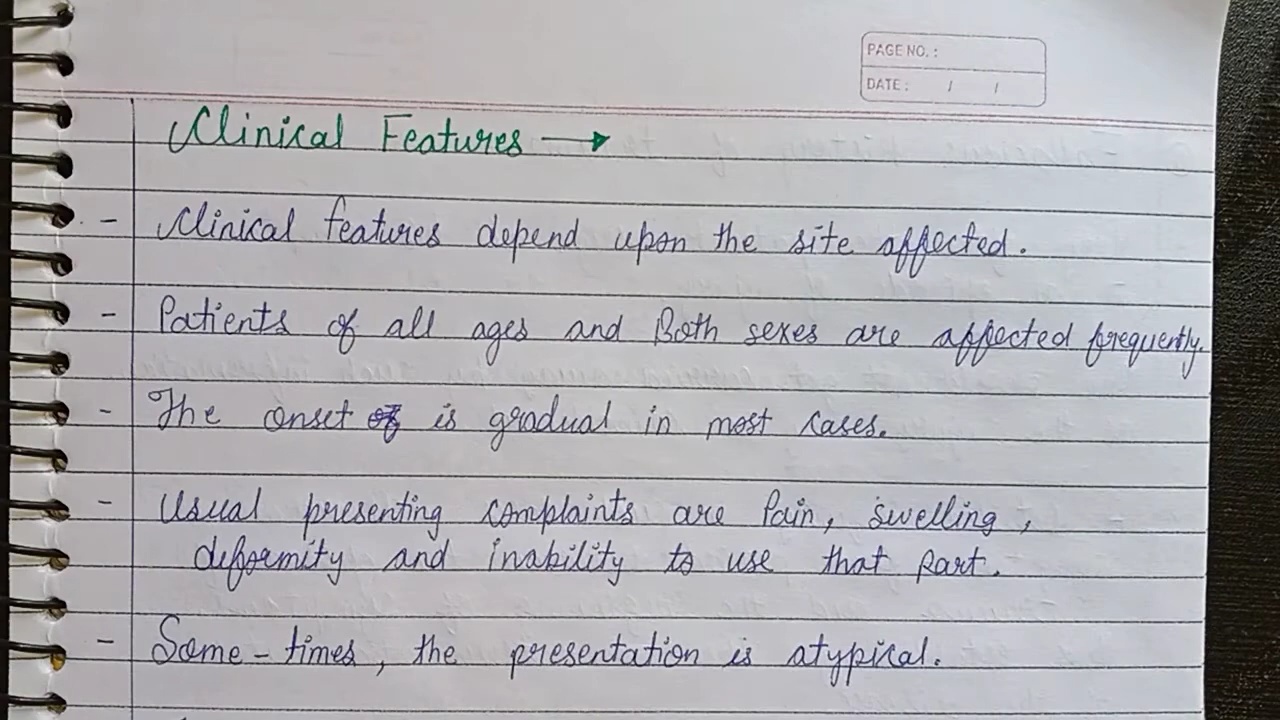 PAGE NO. :
DATE : / /
Clinical Features →
- Clinical features depend upon the site affected.
- Patients of all ages and Both sexes are affected frequently.
- The onset is gradual in most cases.
- Usual presenting complaints are Pain, swelling,
deformity and inability to use that part.
- Some-times, the presentation is atypical.